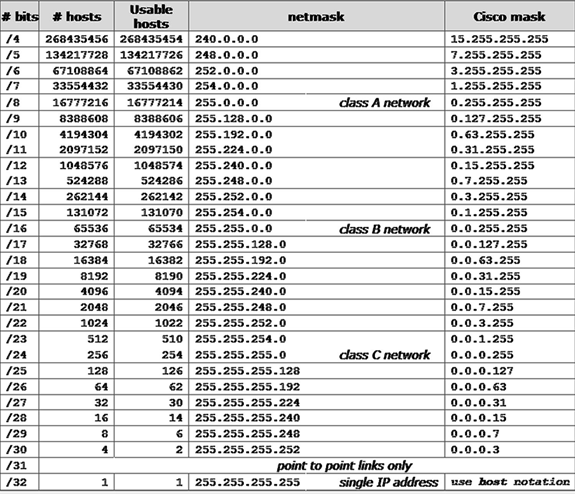 # bits # hosts Usable hosts netmask Cisco mask
/4 268435456 268435454 240.0.0.0 15.255.255.255
/5 134217728 134217726 248.0.0.0 7.255.255.255
/6 67108864 67108862 252.0.0.0 3.255.255.255
/7 33554432 33554430 254.0.0.0 1.255.255.255
/8 16777216 16777214 255.0.0.0 class A network 0.255.255.255
/9 8388608 8388606 255.128.0.0 0.127.255.255
/10 4194304 4194302 255.192.0.0 0.63.255.255
/11 2097152 2097150 255.224.0.0 0.31.255.255
/12 1048576 1048574 255.240.0.0 0.15.255.255
/13 524288 524286 255.248.0.0 0.7.255.255
/14 262144 262142 255.252.0.0 0.3.255.255
/15 131072 131070 255.254.0.0 0.1.255.255
/16 65536 65534 255.255.0.0 class B network 0.0.255.255
/17 32768 32766 255.255.128.0 0.0.127.255
/18 16384 16382 255.255.192.0 0.0.63.255
/19 8192 8190 255.255.224.0 0.0.31.255
/20 4096 4094 255.255.240.0 0.0.15.255
/21 2048 2046 255.255.248.0 0.0.7.255
/22 1024 1022 255.255.252.0 0.0.3.255
/23 512 510 255.255.254.0 0.0.1.255
/24 256 254 255.255.255.0 class C network 0.0.0.255
/25 128 126 255.255.255.128 0.0.0.127
/26 64 62 255.255.255.192 0.0.0.63
/27 32 30 255.255.255.224 0.0.0.31
/28 16 14 255.255.255.240 0.0.0.15
/29 8 6 255.255.255.248 0.0.0.7
/30 4 2 255.255.255.252 0.0.0.3
/31 point to point links only
/32 1 1 255.255.255.255 single IP address use host notation